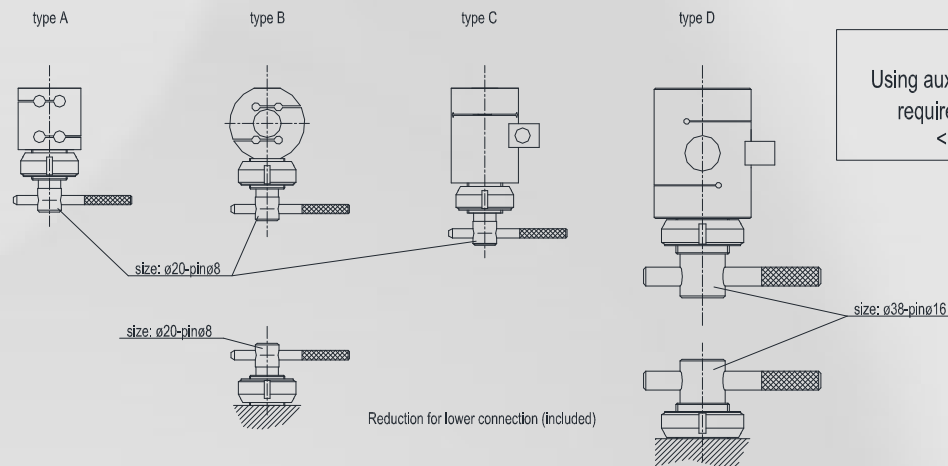 type A
type B
type C
type D
Using aux
require
<
size: ø20-pinø8
size: ø38-pinø16
size: ø20-pinø8
Reduction for lower connection (included)